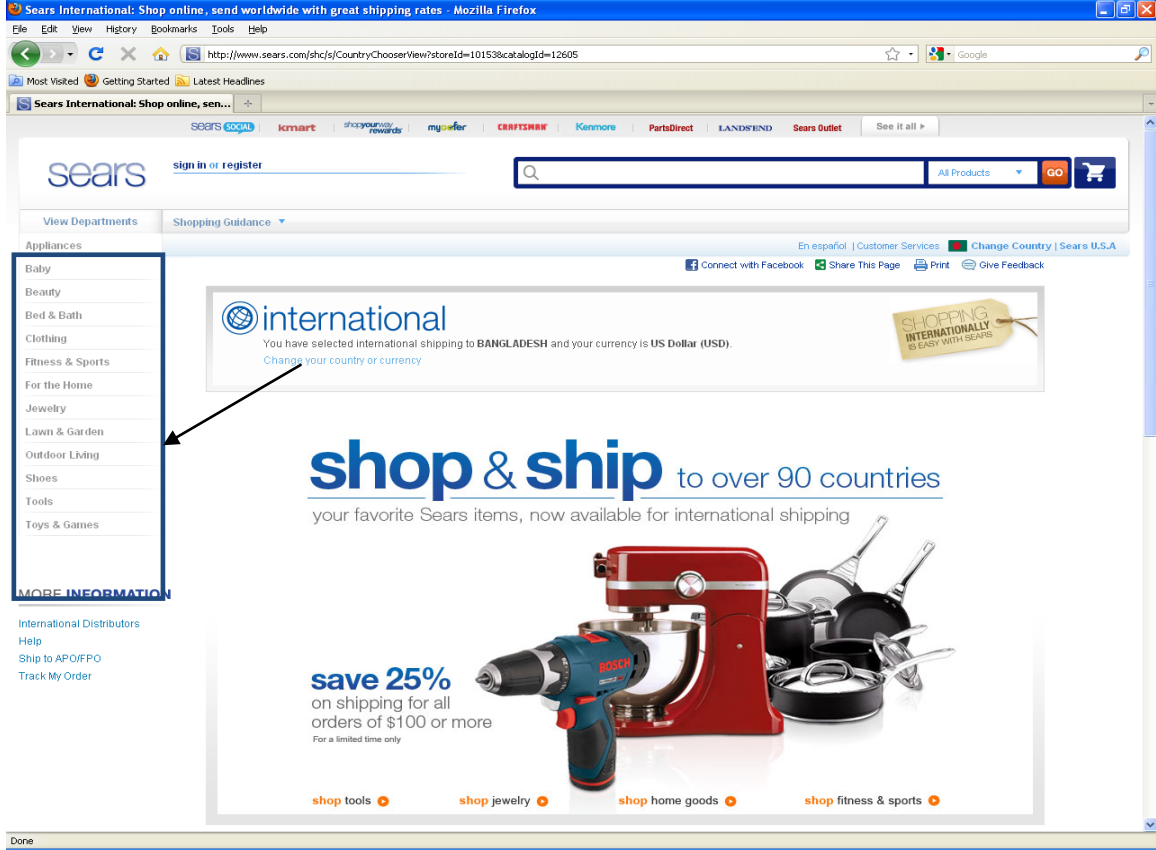 Sears International: Shop online, send worldwide with great shipping rates - Mozilla Firefox
File Edit View History Bookmarks Tools Help
http://www.sears.com/shc/s/CountryChooserView?storeId=10153&catalogId=12605
Google
Most Visited Getting Started Latest Headlines
Sears International: Shop online, sen...
sears SOCIAL kmart shopyourway rewards mygofer CRAFTSMAN Kenmore PartsDirect LANDS'END Sears Outlet See it all
sears
sign in or register
All Products
GO
View Departments
Shopping Guidance
Appliances
Baby
Beauty
Bed & Bath
Clothing
Fitness & Sports
For the Home
Jewelry
Lawn & Garden
Outdoor Living
Shoes
Tools
Toys & Games
MORE INFORMATION
International Distributors
Help
Ship to APO/FPO
Track My Order
En español | Customer Services Change Country | Sears U.S.A
Connect with Facebook Share This Page Print Give Feedback
international
You have selected international shipping to BANGLADESH and your currency is US Dollar (USD).
Change your country or currency
SHOPPING
INTERNATIONALLY
IS EASY WITH SEARS
shop & ship to over 90 countries
your favorite Sears items, now available for international shipping
BOSCH
save 25%
on shipping for all
orders of $100 or more
For a limited time only
shop tools
shop jewelry
shop home goods
shop fitness & sports
Done